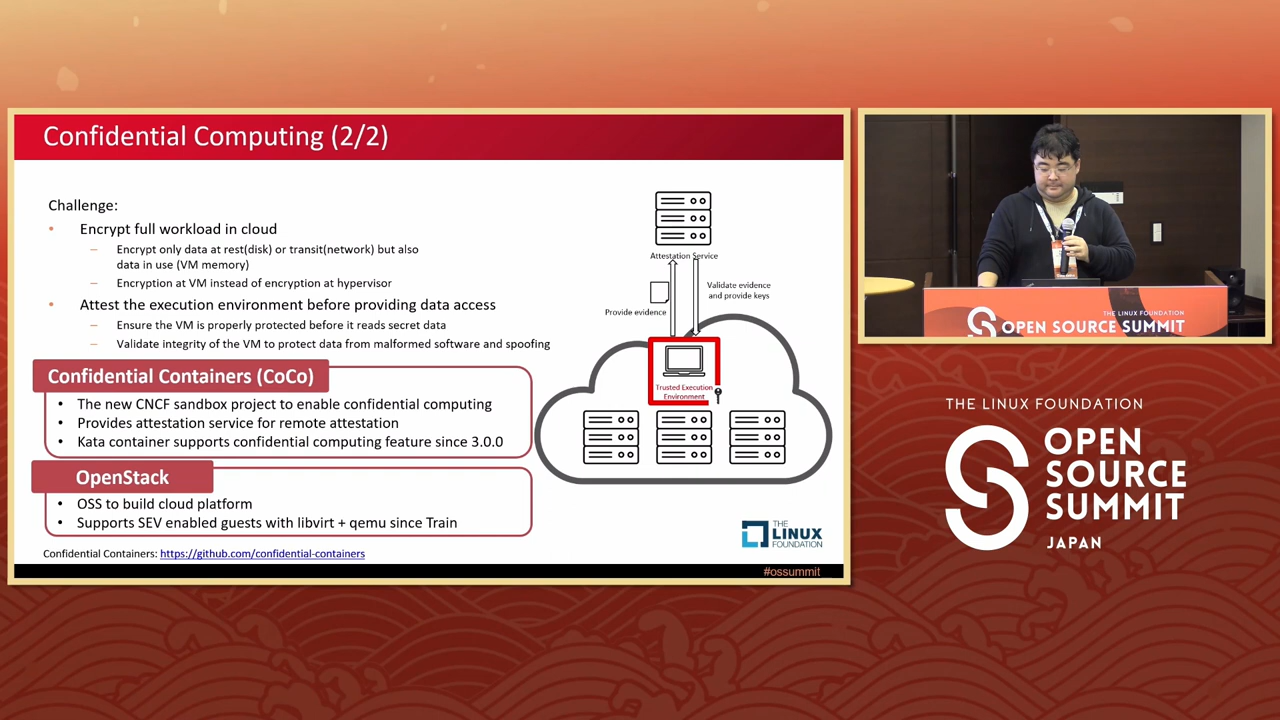 Confidential Computing (2/2)
Challenge:
• Encrypt full workload in cloud
– Encrypt only data at rest(disk) or transit(network) but also
data in use (VM memory)
– Encryption at VM instead of encryption at hypervisor
• Attest the execution environment before providing data access
– Ensure the VM is properly protected before it reads secret data
– Validate integrity of the VM to protect data from malformed software and spoofing
Confidential Containers (CoCo)
• The new CNCF sandbox project to enable confidential computing
• Provides attestation service for remote attestation
• Kata container supports confidential computing feature since 3.0.0
OpenStack
• OSS to build cloud platform
• Supports SEV enabled guests with libvirt + qemu since Train
Confidential Containers: https://github.com/confidential-containers
Attestation Service
Provide evidence
Validate evidence
and provide keys
Trusted Execution
Environment
THE
LINUX
FOUNDATION
#ossummit
THE LINUX FOUNDATION
OPEN SOURCE SUMMIT
THE LINUX FOUNDATION
OPEN
SOURCE
SUMMIT
JAPAN